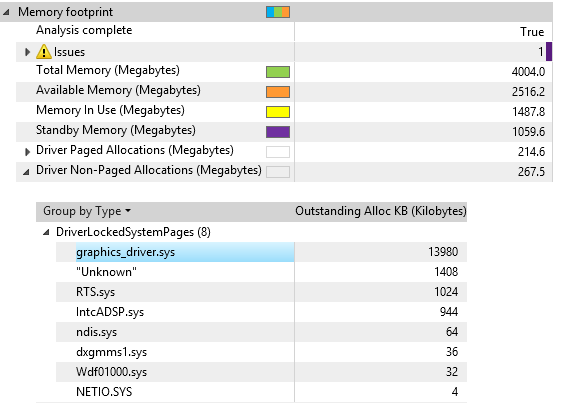 Memory footprint
Analysis complete True
Issues 1
Total Memory (Megabytes) 4004.0
Available Memory (Megabytes) 2516.2
Memory In Use (Megabytes) 1487.8
Standby Memory (Megabytes) 1059.6
Driver Paged Allocations (Megabytes) 214.6
Driver Non-Paged Allocations (Megabytes) 267.5
Group by Type Outstanding Alloc KB (Kilobytes)
DriverLockedSystemPages (8)
graphics_driver.sys 13980
"Unknown" 1408
RTS.sys 1024
IntcADSP.sys 944
ndis.sys 64
dxgmms1.sys 36
Wdf01000.sys 32
NETIO.SYS 4